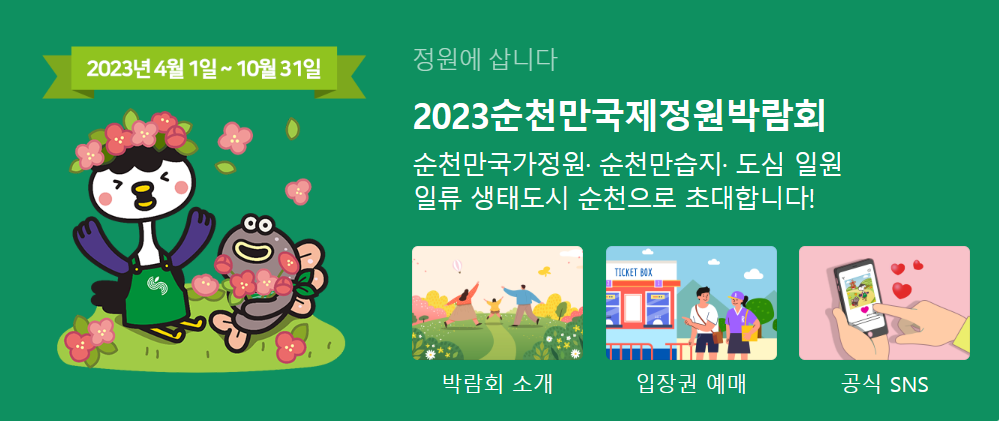 2023년 4월 1일 ~ 10월 31일
정원에 삽니다
2023순천만국제정원박람회
순천만국가정원· 순천만습지· 도심 일원
일류 생태도시 순천으로 초대합니다!
TICKET BOX
박람회 소개
입장권 예매
공식 SNS